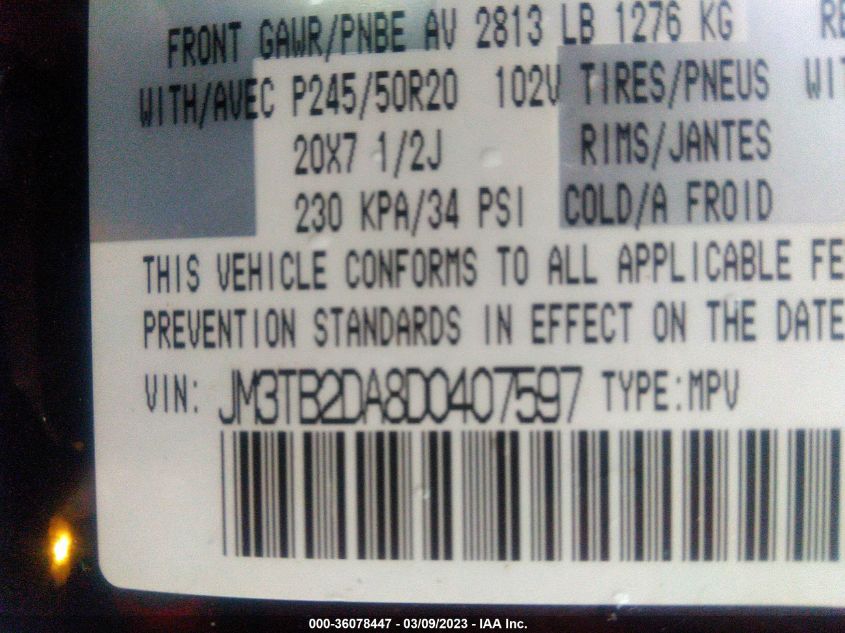 FRONT GAWR/PNBE AV 2813 LB 1276 KG RE
WITH/AVEC P245/50R20 102V TIRES/PNEUS WIT
20X7 1/2J RIMS/JANTES
230 KPA/34 PSI COLD/A FROID
THIS VEHICLE CONFORMS TO ALL APPLICABLE FE
PREVENTION STANDARDS IN EFFECT ON THE DATE
VIN: JM3TB2DA8D0407597 TYPE:MPV
000-36078447 - 03/09/2023 - IAA Inc.